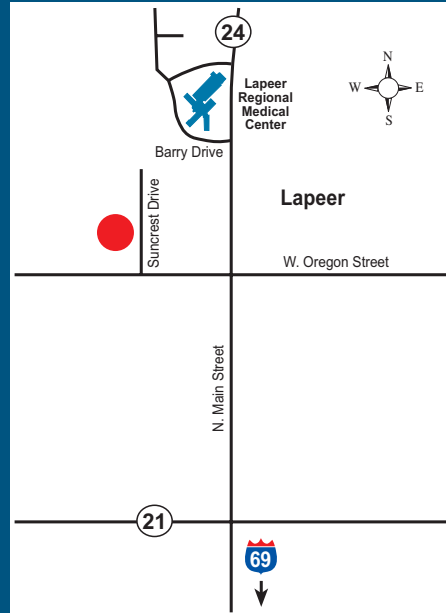 24
N
W
E
S
Lapeer
Regional
Medical
Center
Barry Drive
Suncrest Drive
Lapeer
W. Oregon Street
N. Main Street
21
69